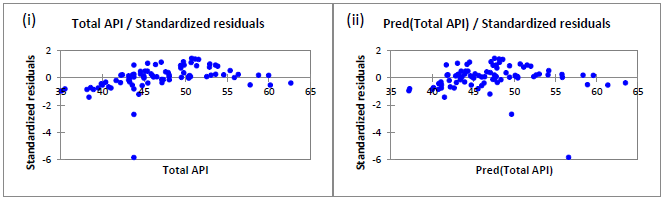 (i)
Total API / Standardized residuals
Standardized residuals
2
0
-2
-4
-6
35 40 45 50 55 60 65
Total API
(ii)
Pred(Total API) / Standardized residuals
Standardized residuals
2
0
-2
-4
-6
35 40 45 50 55 60 65
Pred(Total API)